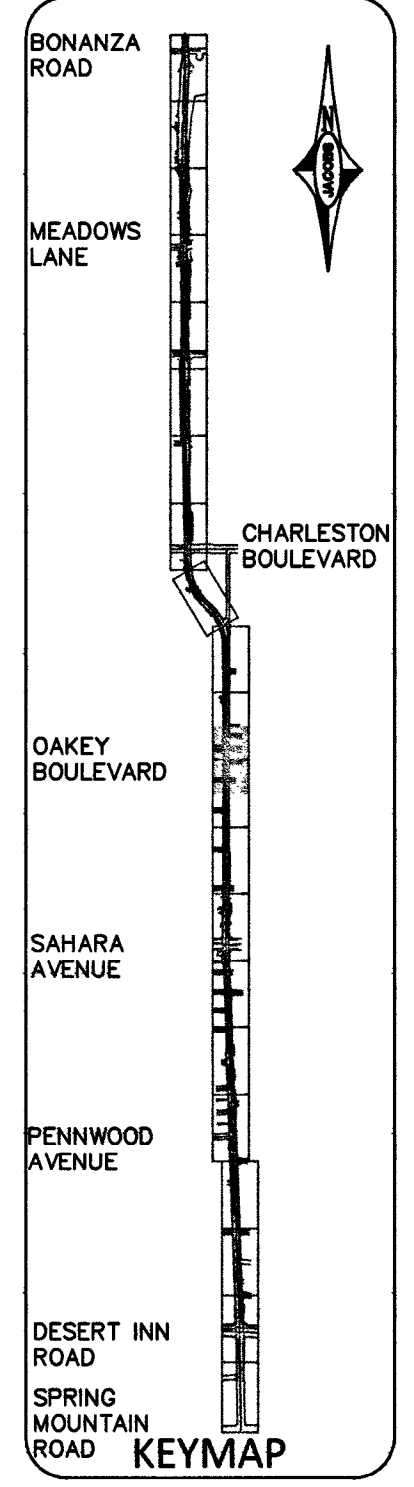 BONANZA
ROAD
N
JACOBS
MEADOWS
LANE
CHARLESTON
BOULEVARD
OAKEY
BOULEVARD
SAHARA
AVENUE
PENNWOOD
AVENUE
DESERT INN
ROAD
SPRING
MOUNTAIN
ROAD
KEYMAP